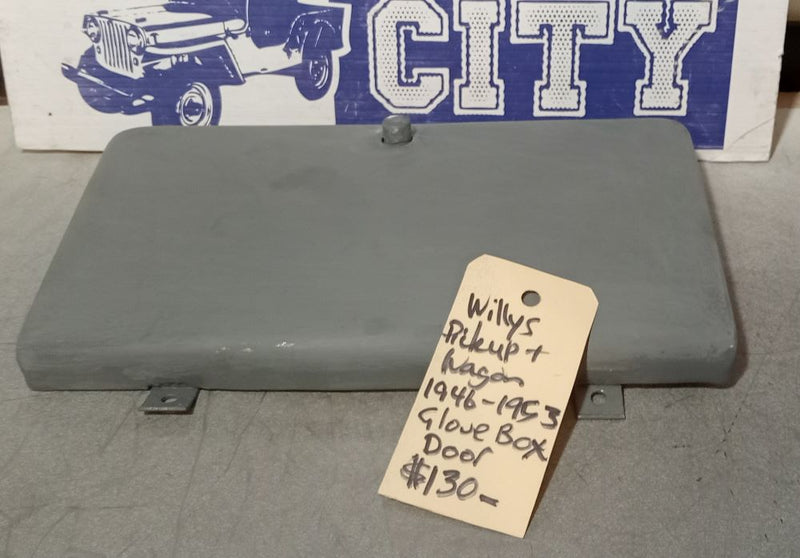 CITY
Willys
Pickup +
Wagon
1946-1953
Glove Box
Door
$130-